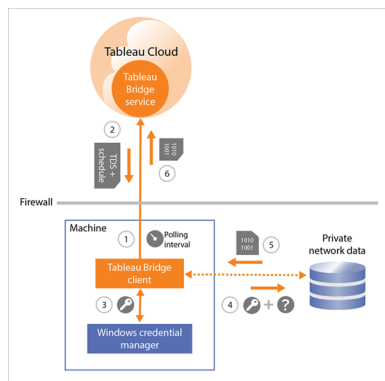 Tableau Cloud
Tableau
Bridge
service
2
TDS +
schedule
1010
1001
6
Firewall
Machine
1
Polling
interval
1010
1001
5
Private
network data
Tableau Bridge
client
3
4
+
?
Windows credential
manager